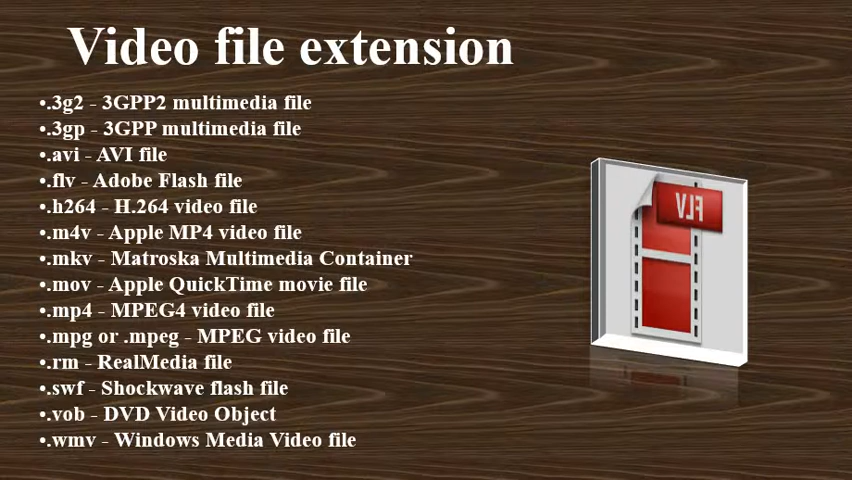 Video file extension
•.3g2 - 3GPP2 multimedia file
•.3gp - 3GPP multimedia file
•.avi - AVI file
•.flv - Adobe Flash file
•.h264 - H.264 video file
•.m4v - Apple MP4 video file
•.mkv - Matroska Multimedia Container
•.mov - Apple QuickTime movie file
•.mp4 - MPEG4 video file
•.mpg or .mpeg - MPEG video file
•.rm - RealMedia file
•.swf - Shockwave flash file
•.vob - DVD Video Object
•.wmv - Windows Media Video file
FLV